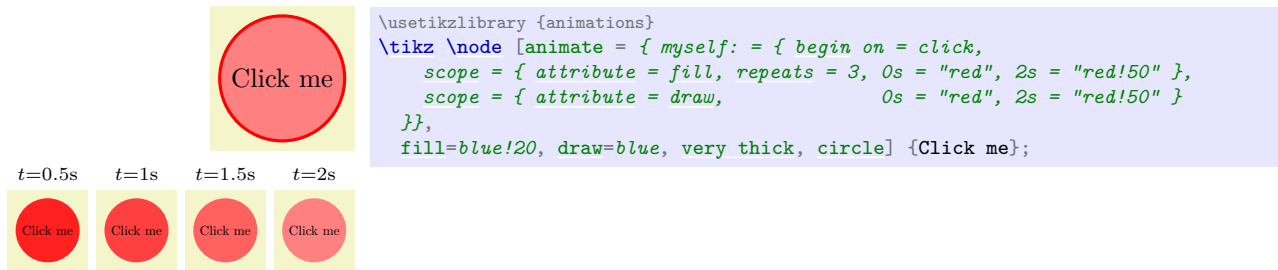 Click me
t=0.5s t=1s t=1.5s t=2s
Click me Click me Click me Click me
\usetikzlibrary {animations}
\tikz \node [animate = { myself: = { begin on = click,
    scope = { attribute = fill, repeats = 3, 0s = "red", 2s = "red!50" },
    scope = { attribute = draw,              0s = "red", 2s = "red!50" }
  }},
  fill=blue!20, draw=blue, very thick, circle] {Click me};